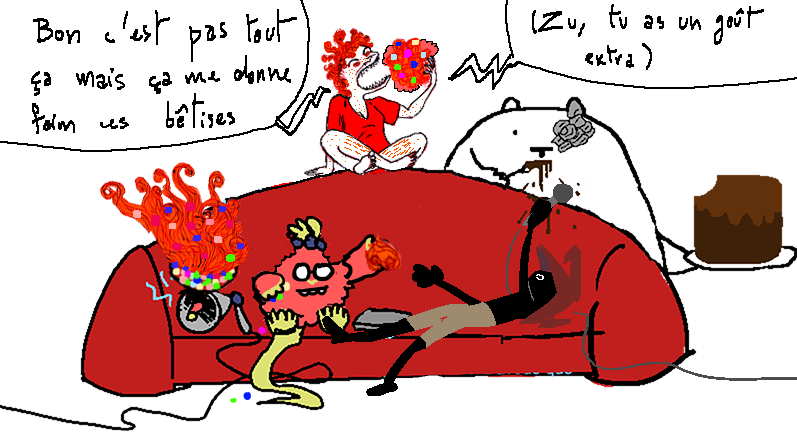 Bon c'est pas tout
ça mais ça me donne
faim ces bêtises
(Zu, tu as un goût
extra)